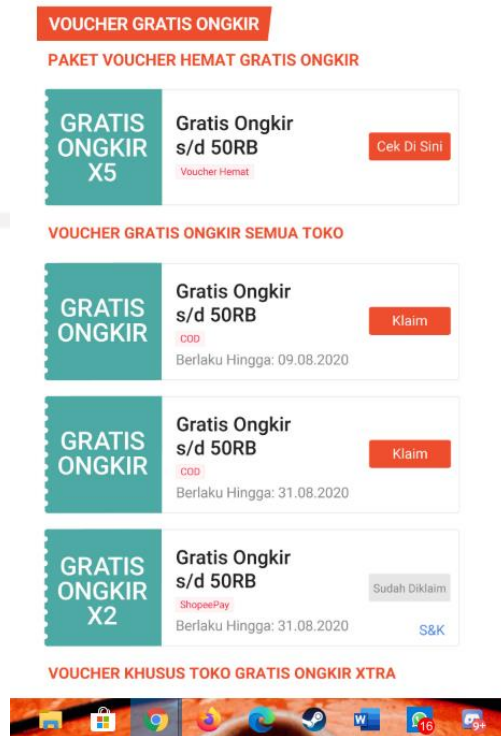 VOUCHER GRATIS ONGKIR
PAKET VOUCHER HEMAT GRATIS ONGKIR
GRATIS
ONGKIR
X5
Gratis Ongkir
s/d 50RB
Voucher Hemat
Cek Di Sini
VOUCHER GRATIS ONGKIR SEMUA TOKO
GRATIS
ONGKIR
Gratis Ongkir
s/d 50RB
COD
Berlaku Hingga: 09.08.2020
Klaim
GRATIS
ONGKIR
Gratis Ongkir
s/d 50RB
COD
Berlaku Hingga: 31.08.2020
Klaim
GRATIS
ONGKIR
X2
Gratis Ongkir
s/d 50RB
ShopeePay
Berlaku Hingga: 31.08.2020
Sudah Diklaim
S&K
VOUCHER KHUSUS TOKO GRATIS ONGKIR XTRA
W
16
9+